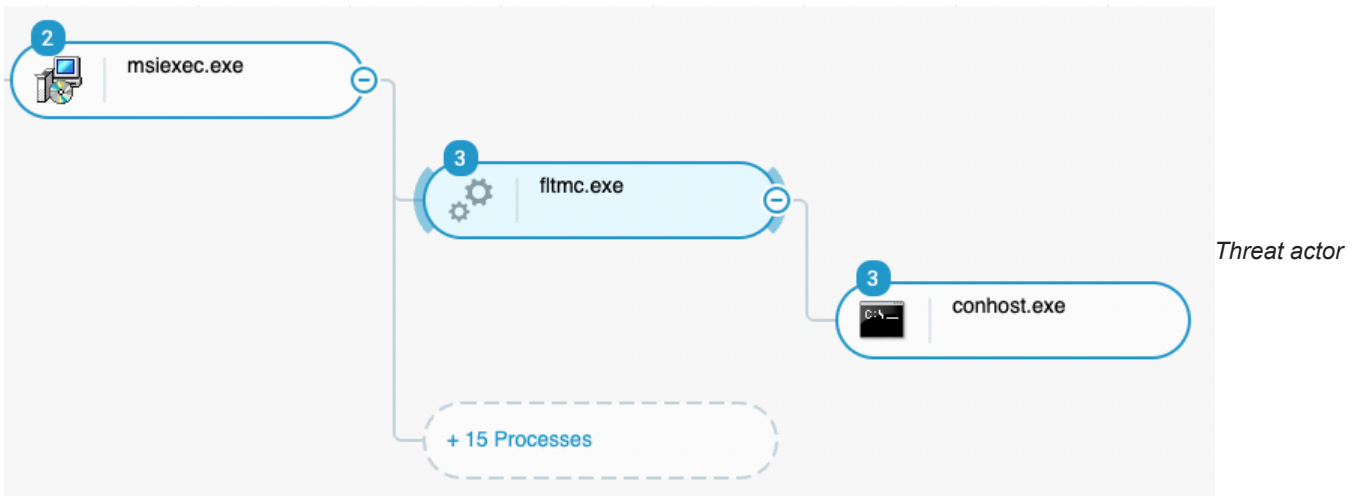 2
msiexec.exe
3
fltmc.exe
Threat actor
3
C:\_
conhost.exe
+ 15 Processes